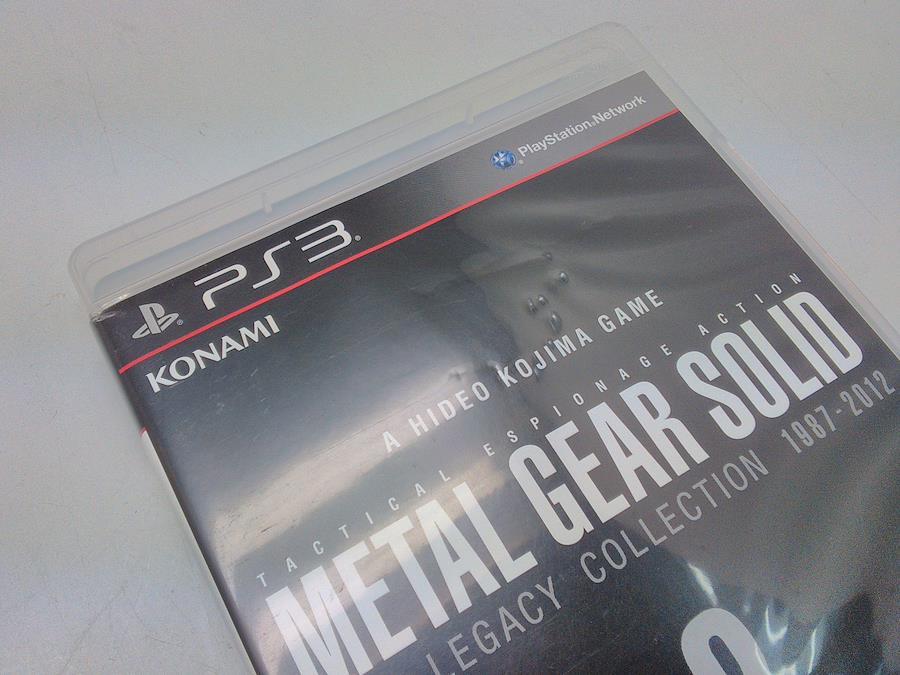 PlayStation®Network
PS3®
KONAMI
A HIDEO KOJIMA GAME
TACTICAL ESPIONAGE ACTION
METAL GEAR SOLID
LEGACY COLLECTION 1987-2012